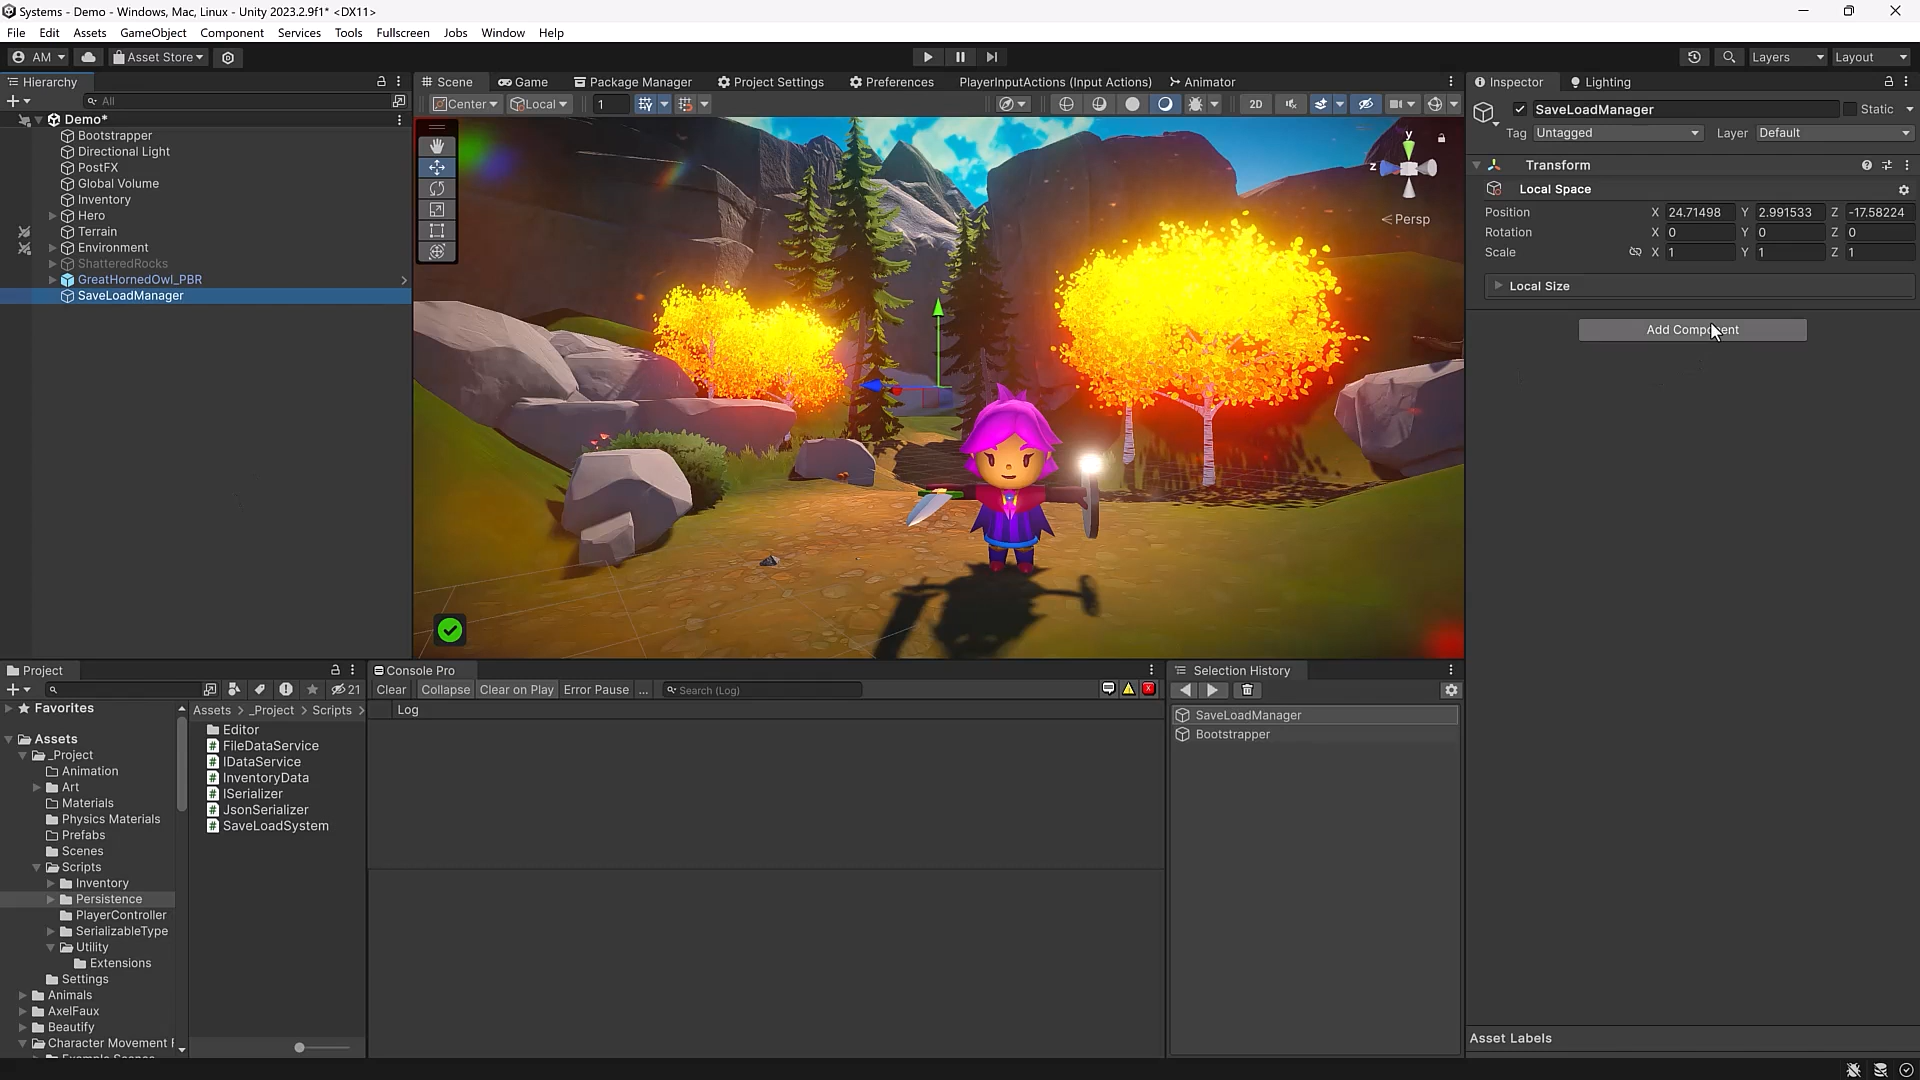 Systems - Demo - Windows, Mac, Linux - Unity 2023.2.9f1* <DX11>
File Edit Assets GameObject Component Services Tools Fullscreen Jobs Window Help
AM Asset Store Layers Layout
Hierarchy
All
Demo*
Bootstrapper
Directional Light
PostFX
Global Volume
Inventory
Hero
Terrain
Environment
ShatteredRocks
GreatHornedOwl_PBR
SaveLoadManager
Scene Game Package Manager Project Settings Preferences PlayerInputActions (Input Actions) Animator
Center Local 1 2D
y
z
< Persp
Inspector Lighting
SaveLoadManager Static
Tag Untagged Layer Default
Transform
Local Space
Position X 24.71498 Y 2.991533 Z -17.58224
Rotation X 0 Y 0 Z 0
Scale X 1 Y 1 Z 1
Local Size
Add Component
Asset Labels
Project
21
Favorites
Assets
_Project
Animation
Art
Materials
Physics Materials
Prefabs
Scenes
Scripts
Inventory
Persistence
PlayerController
SerializableType
Utility
Extensions
Settings
Animals
AxelFaux
Beautify
Character Movement
Assets > _Project > Scripts >
Editor
FileDataService
IDataService
InventoryData
ISerializer
JsonSerializer
SaveLoadSystem
Console Pro
Clear Collapse Clear on Play Error Pause ... Search (Log)
Log
Selection History
SaveLoadManager
Bootstrapper